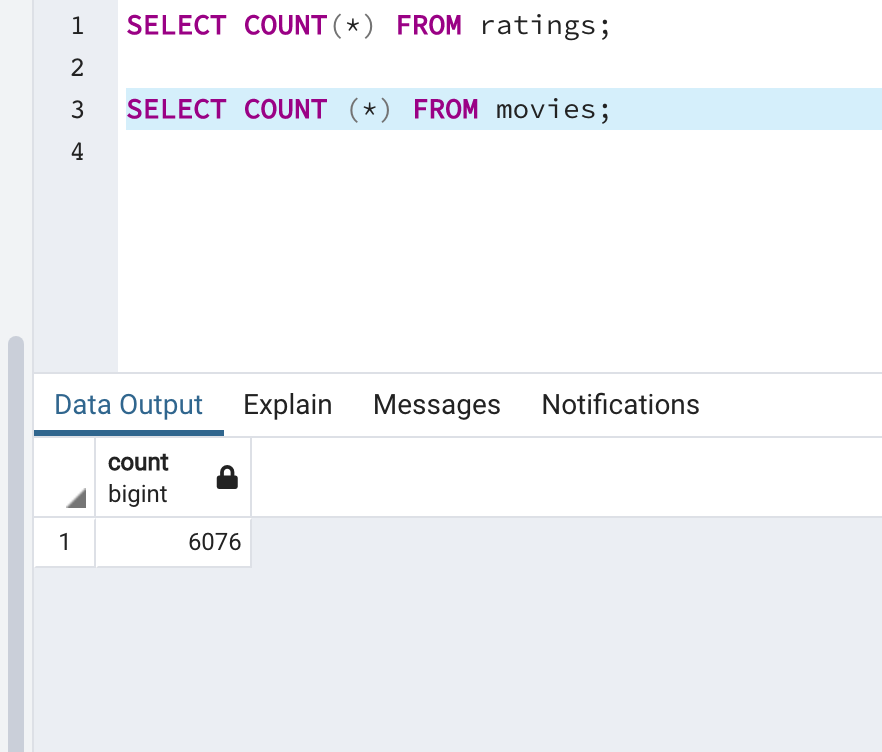 1 SELECT COUNT(*) FROM ratings;
2
3 SELECT COUNT (*) FROM movies;
4
Data Output Explain Messages Notifications
count
bigint
1 6076